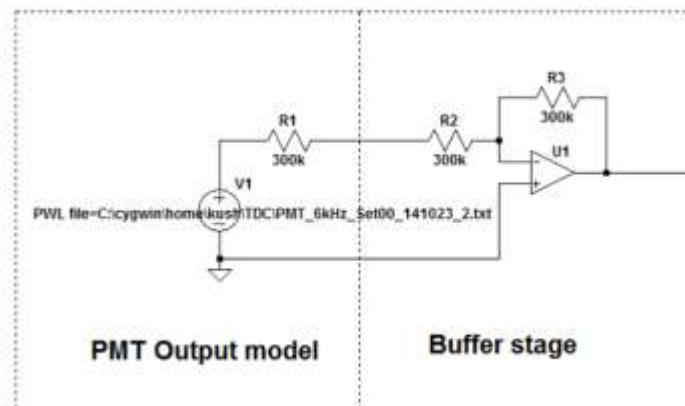 R3
R1
R2
300k
300k
300k
U1
V1
PWL file=C:\cygwin\home\kush\TDC\PMT_6kHz_Set00_141023_2.txt
PMT Output model
Buffer stage